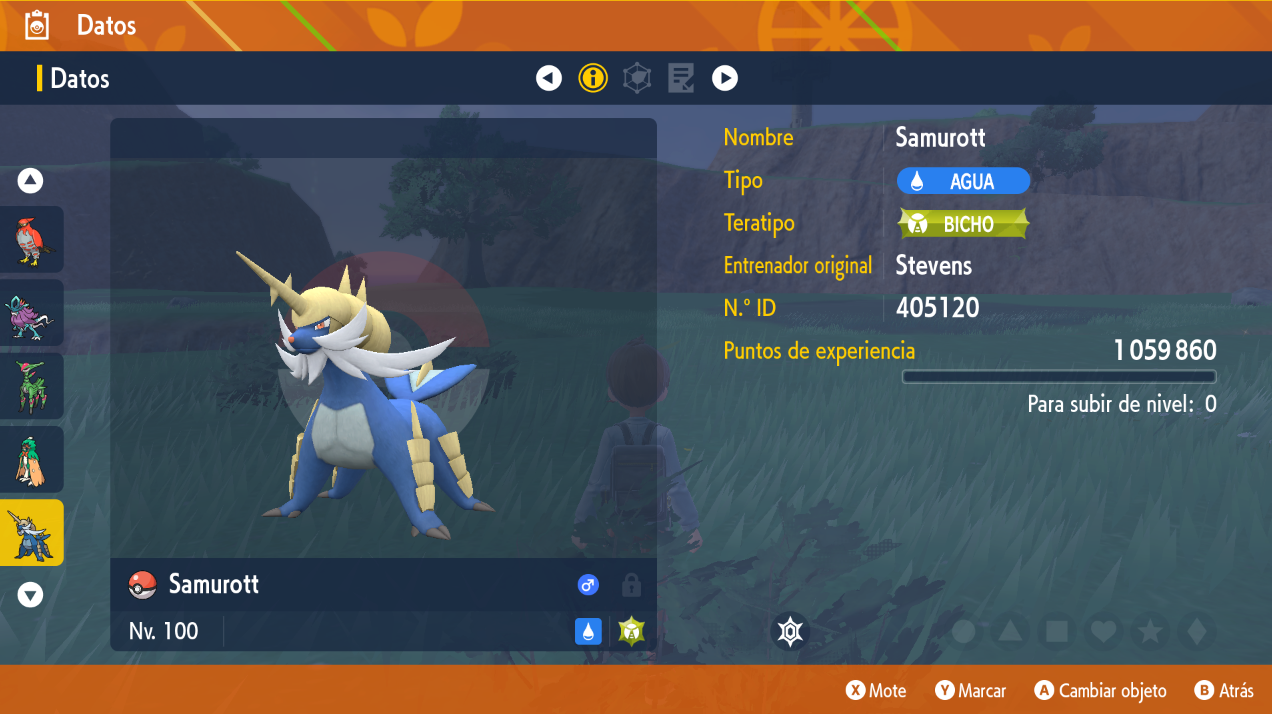 Datos
Datos
Nombre Samurott
Tipo AGUA
Teratipo BICHO
Entrenador original Stevens
N.° ID 405120
Puntos de experiencia 1 059 860
Para subir de nivel: 0
Samurott
Nv. 100
X Mote Y Marcar A Cambiar objeto B Atrás